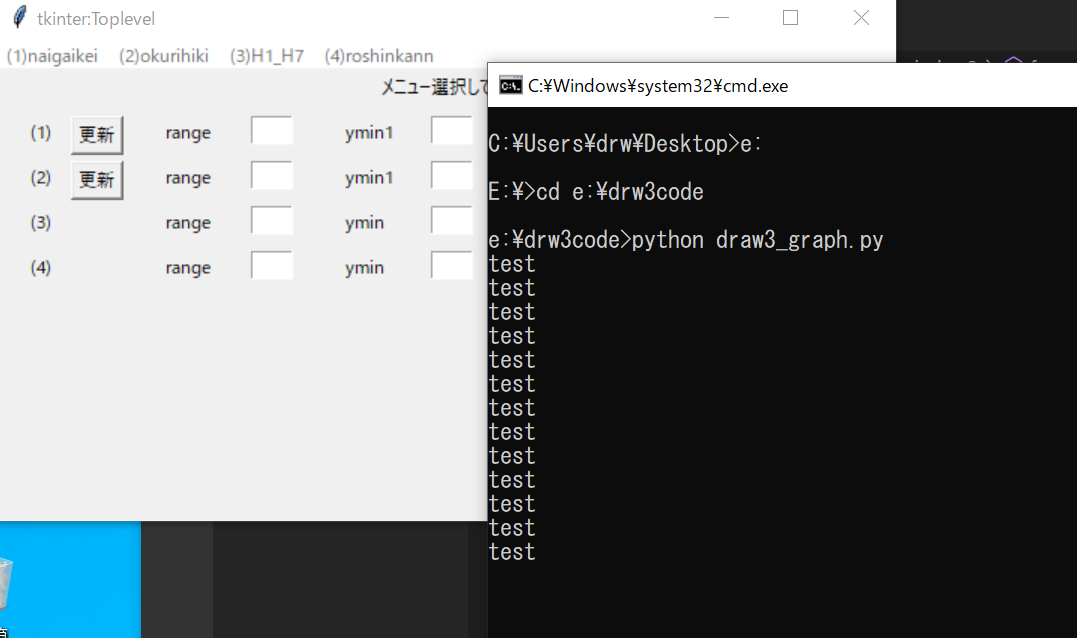 tkinter:Toplevel
(1)naigaikei (2)okurihiki (3)H1_H7 (4)roshinkann
メニュー選択して
(1) 更新 range ymin1
(2) 更新 range ymin1
(3) range ymin
(4) range ymin
C:¥Windows¥system32¥cmd.exe
C:¥Users¥drw¥Desktop>e:
E:¥>cd e:¥drw3code
e:¥drw3code>python draw3_graph.py
test
test
test
test
test
test
test
test
test
test
test
test
test